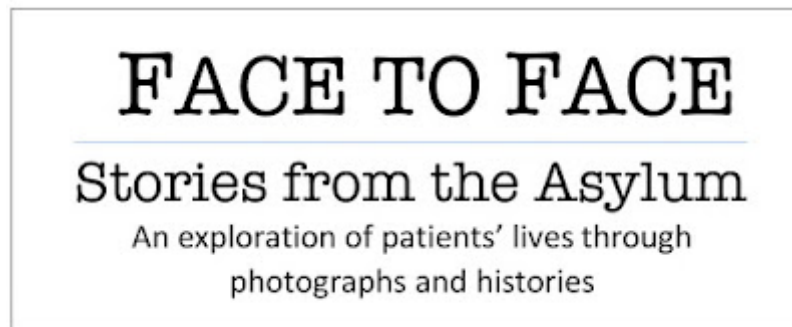 FACE TO FACE
Stories from the Asylum
An exploration of patients’ lives through
photographs and histories